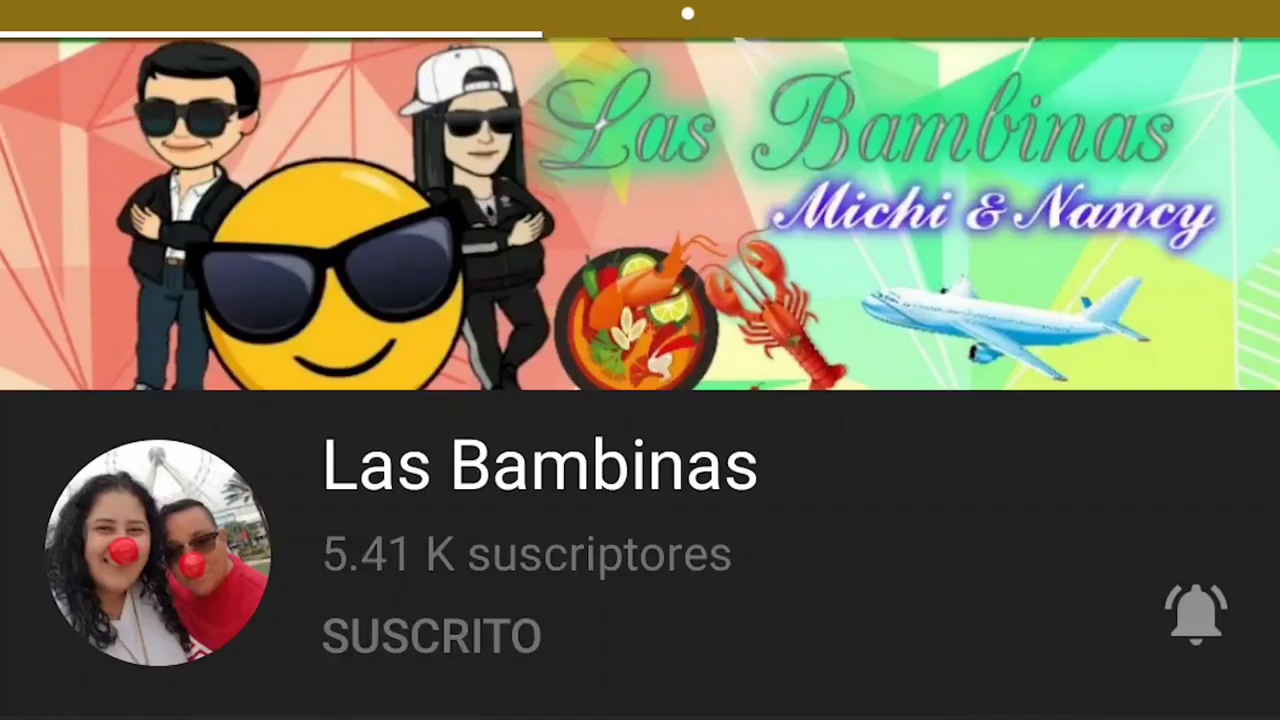 Las Bambinas
Michi & Nancy
Las Bambinas
5.41 K suscriptores
SUSCRITO